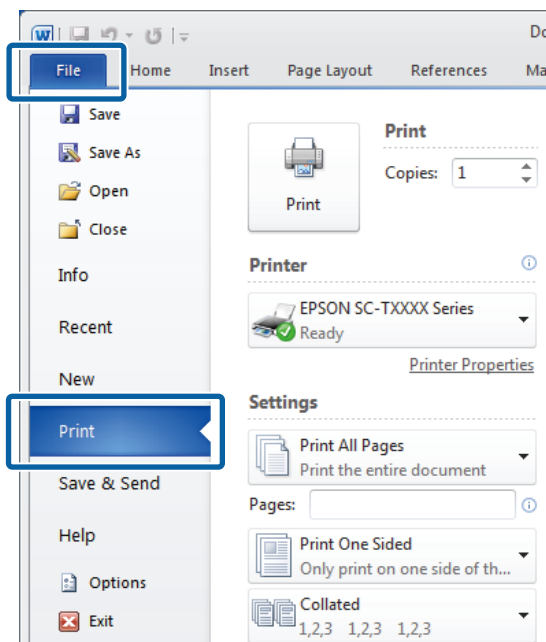 W
Do
File Home Insert Page Layout References Ma
Save
Save As
Open
Close
Info
Recent
New
Print
Save & Send
Help
Options
Exit
Print
Print
Copies: 1
Printer
EPSON SC-TXXXX Series
Ready
Printer Properties
Settings
Print All Pages
Print the entire document
Pages:
Print One Sided
Only print on one side of th...
Collated
1,2,3 1,2,3 1,2,3